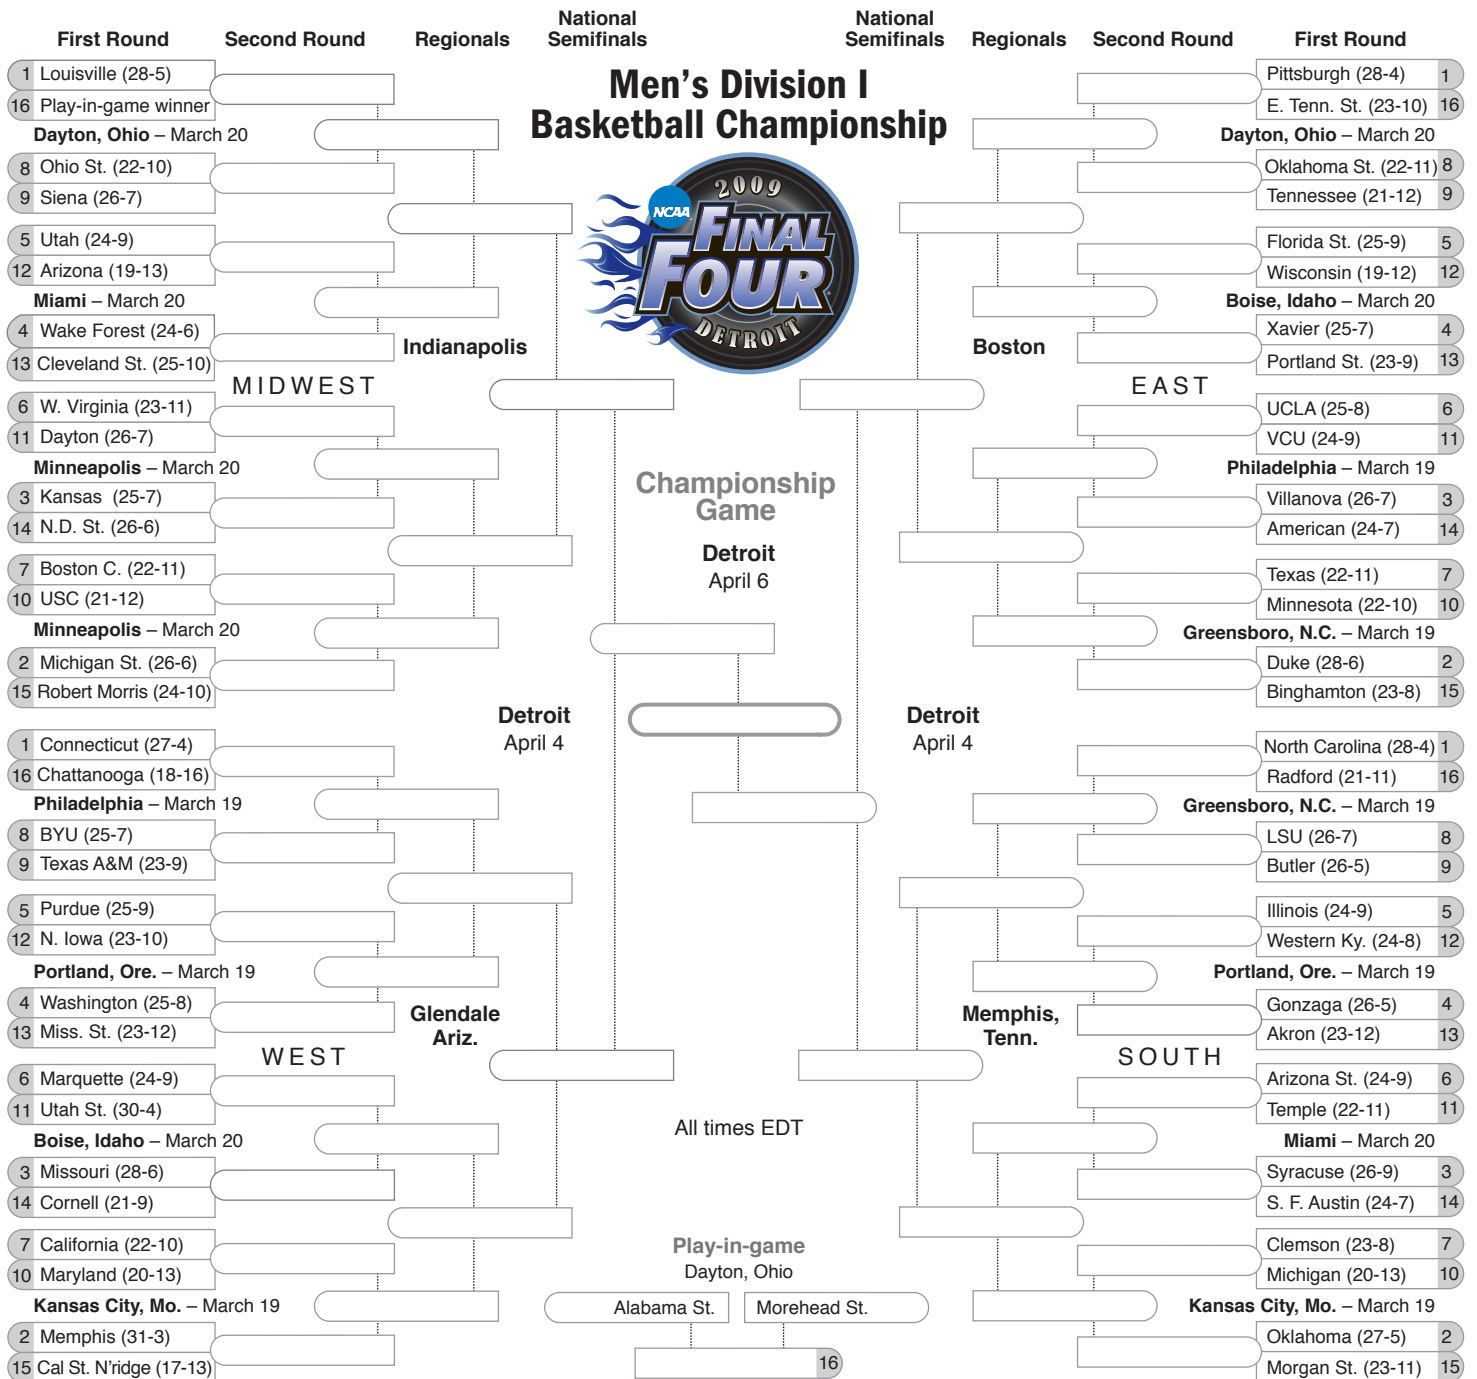 National
Semifinals
National
Semifinals
First Round
Second Round
Regionals
Regionals
Second Round
First Round
Men's Division I
Basketball Championship
2009
NCAA
FINAL
FOUR
DETROIT
1 Louisville (28-5)
16 Play-in-game winner
Dayton, Ohio – March 20
8 Ohio St. (22-10)
9 Siena (26-7)
5 Utah (24-9)
12 Arizona (19-13)
Miami – March 20
4 Wake Forest (24-6)
13 Cleveland St. (25-10)
Indianapolis
MIDWEST
6 W. Virginia (23-11)
11 Dayton (26-7)
Minneapolis – March 20
3 Kansas (25-7)
14 N.D. St. (26-6)
7 Boston C. (22-11)
10 USC (21-12)
Minneapolis – March 20
2 Michigan St. (26-6)
15 Robert Morris (24-10)
1 Connecticut (27-4)
16 Chattanooga (18-16)
Philadelphia – March 19
8 BYU (25-7)
9 Texas A&M (23-9)
5 Purdue (25-9)
12 N. Iowa (23-10)
Portland, Ore. – March 19
4 Washington (25-8)
13 Miss. St. (23-12)
Glendale
Ariz.
WEST
6 Marquette (24-9)
11 Utah St. (30-4)
Boise, Idaho – March 20
3 Missouri (28-6)
14 Cornell (21-9)
7 California (22-10)
10 Maryland (20-13)
Kansas City, Mo. – March 19
2 Memphis (31-3)
15 Cal St. N'ridge (17-13)
Championship
Game
Detroit
April 6
Detroit
April 4
Detroit
April 4
All times EDT
Play-in-game
Dayton, Ohio
Alabama St.
Morehead St.
16
Pittsburgh (28-4) 1
E. Tenn. St. (23-10) 16
Dayton, Ohio – March 20
Oklahoma St. (22-11) 8
Tennessee (21-12) 9
Florida St. (25-9) 5
Wisconsin (19-12) 12
Boise, Idaho – March 20
Xavier (25-7) 4
Portland St. (23-9) 13
Boston
EAST
UCLA (25-8) 6
VCU (24-9) 11
Philadelphia – March 19
Villanova (26-7) 3
American (24-7) 14
Texas (22-11) 7
Minnesota (22-10) 10
Greensboro, N.C. – March 19
Duke (28-6) 2
Binghamton (23-8) 15
North Carolina (28-4) 1
Radford (21-11) 16
Greensboro, N.C. – March 19
LSU (26-7) 8
Butler (26-5) 9
Illinois (24-9) 5
Western Ky. (24-8) 12
Portland, Ore. – March 19
Gonzaga (26-5) 4
Akron (23-12) 13
Memphis,
Tenn.
SOUTH
Arizona St. (24-9) 6
Temple (22-11) 11
Miami – March 20
Syracuse (26-9) 3
S. F. Austin (24-7) 14
Clemson (23-8) 7
Michigan (20-13) 10
Kansas City, Mo. – March 19
Oklahoma (27-5) 2
Morgan St. (23-11) 15